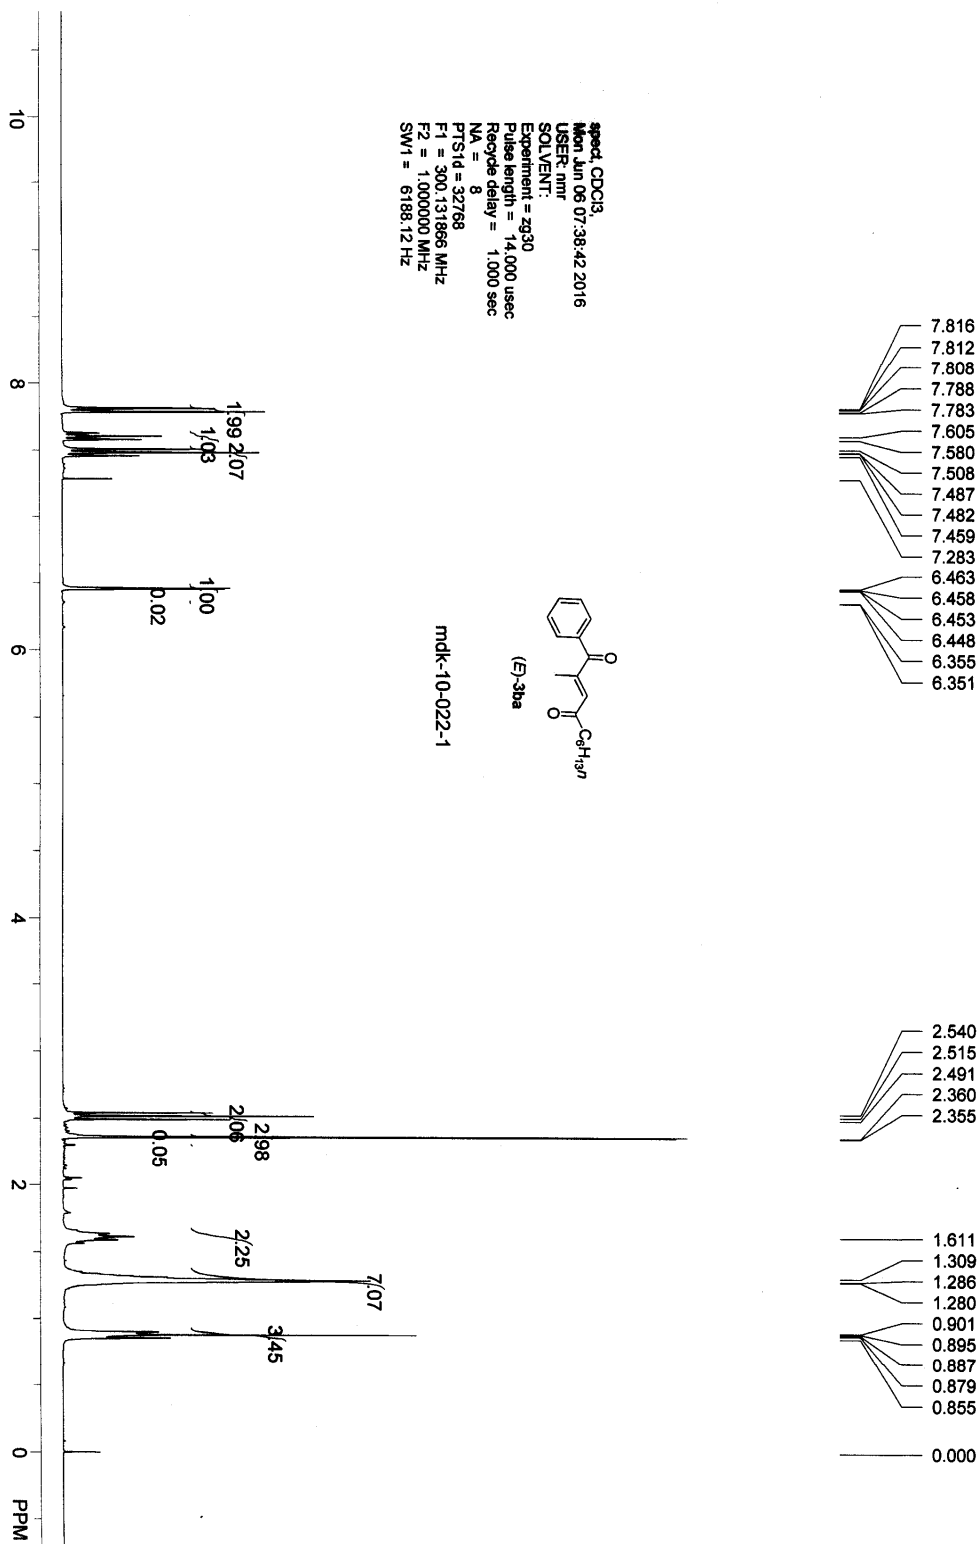 spect, CDCl3,
Mon Jun 06 07:38:42 2016
USER: nmr
SOLVENT:
Experiment = zg30
Pulse length = 14.000 usec
Recycle delay = 1.000 sec
NA = 8
PTS1d = 32768
F1 = 300.131866 MHz
F2 = 1.000000 MHz
SW1 = 6188.12 Hz
7.816
7.812
7.808
7.788
7.783
7.605
7.580
7.508
7.487
7.482
7.459
7.283
6.463
6.458
6.453
6.448
6.355
6.351
2.540
2.515
2.491
2.360
2.355
1.611
1.309
1.286
1.280
0.901
0.895
0.887
0.879
0.855
0.000
O
O
C6H13n
(E)-3ba
mdk-10-022-1
1.99
1.03
2.07
1.00
0.02
2.06
2.98
0.05
2.25
7.07
3.45
10
8
6
4
2
0
PPM